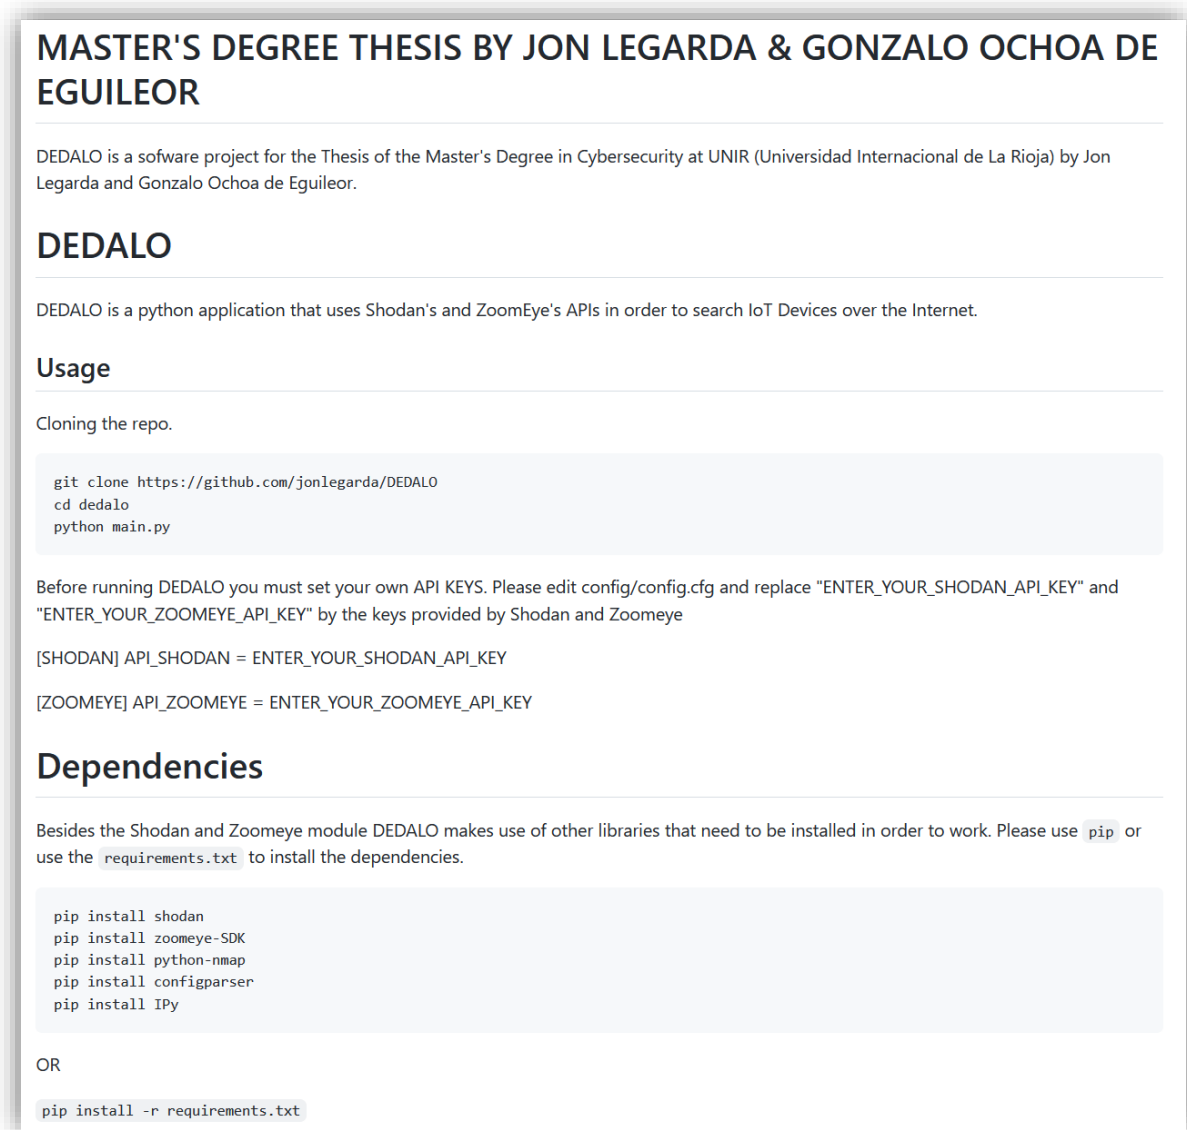 MASTER'S DEGREE THESIS BY JON LEGARDA & GONZALO OCHOA DE
EGUILEOR
DEDALO is a sofware project for the Thesis of the Master's Degree in Cybersecurity at UNIR (Universidad Internacional de La Rioja) by Jon
Legarda and Gonzalo Ochoa de Eguileor.
DEDALO
DEDALO is a python application that uses Shodan's and ZoomEye's APIs in order to search IoT Devices over the Internet.
Usage
Cloning the repo.
git clone https://github.com/jonlegarda/DEDALO
cd dedalo
python main.py
Before running DEDALO you must set your own API KEYS. Please edit config/config.cfg and replace "ENTER_YOUR_SHODAN_API_KEY" and
"ENTER_YOUR_ZOOMEYE_API_KEY" by the keys provided by Shodan and Zoomeye
[SHODAN] API_SHODAN = ENTER_YOUR_SHODAN_API_KEY
[ZOOMEYE] API_ZOOMEYE = ENTER_YOUR_ZOOMEYE_API_KEY
Dependencies
Besides the Shodan and Zoomeye module DEDALO makes use of other libraries that need to be installed in order to work. Please use pip or
use the requirements.txt to install the dependencies.
pip install shodan
pip install zoomeye-SDK
pip install python-nmap
pip install configparser
pip install IPy
OR
pip install -r requirements.txt